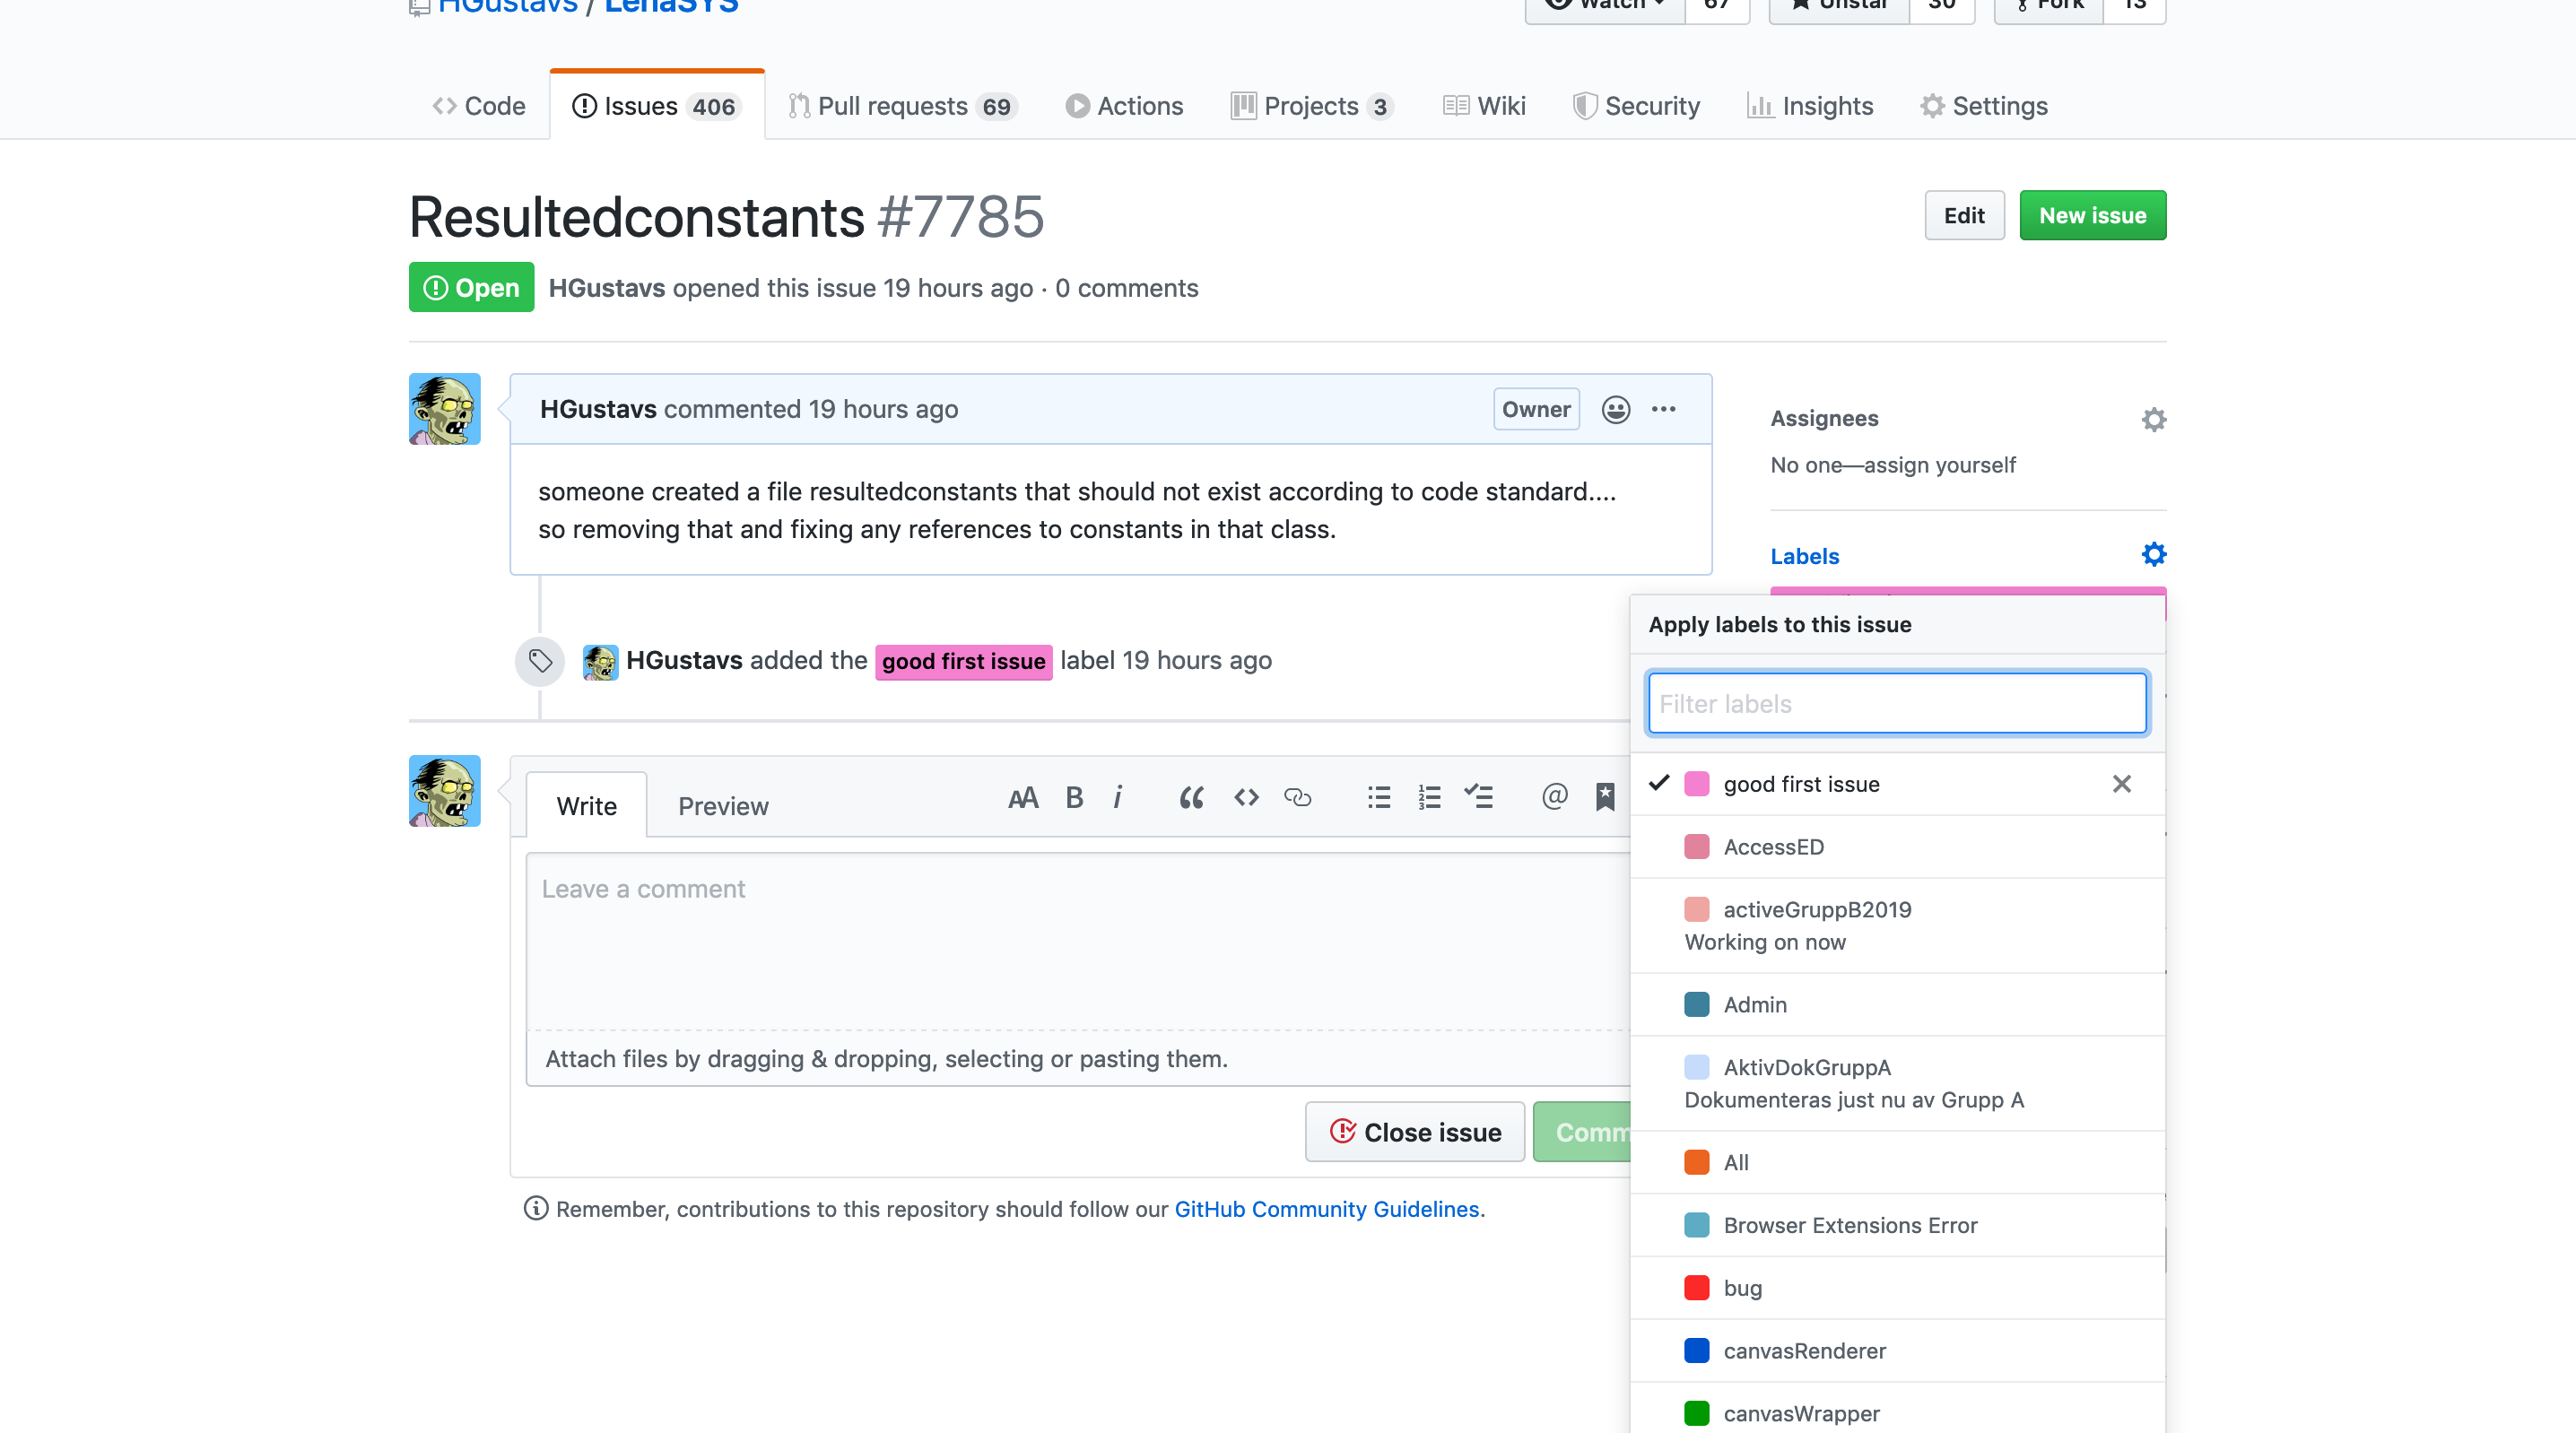 HGustavs / LenaSYS
Watch 67 Unstar 30 Fork 13
Code Issues 406 Pull requests 69 Actions Projects 3 Wiki Security Insights Settings
Resultedconstants #7785
Edit New issue
Open HGustavs opened this issue 19 hours ago · 0 comments
HGustavs commented 19 hours ago Owner
someone created a file resultedconstants that should not exist according to code standard....
so removing that and fixing any references to constants in that class.
HGustavs added the good first issue label 19 hours ago
Write Preview
Leave a comment
Attach files by dragging & dropping, selecting or pasting them.
Close issue Comm
Remember, contributions to this repository should follow our GitHub Community Guidelines.
Assignees
No one—assign yourself
Labels
Apply labels to this issue
Filter labels
good first issue
AccessED
activeGruppB2019
Working on now
Admin
AktivDokGruppA
Dokumenteras just nu av Grupp A
All
Browser Extensions Error
bug
canvasRenderer
canvasWrapper